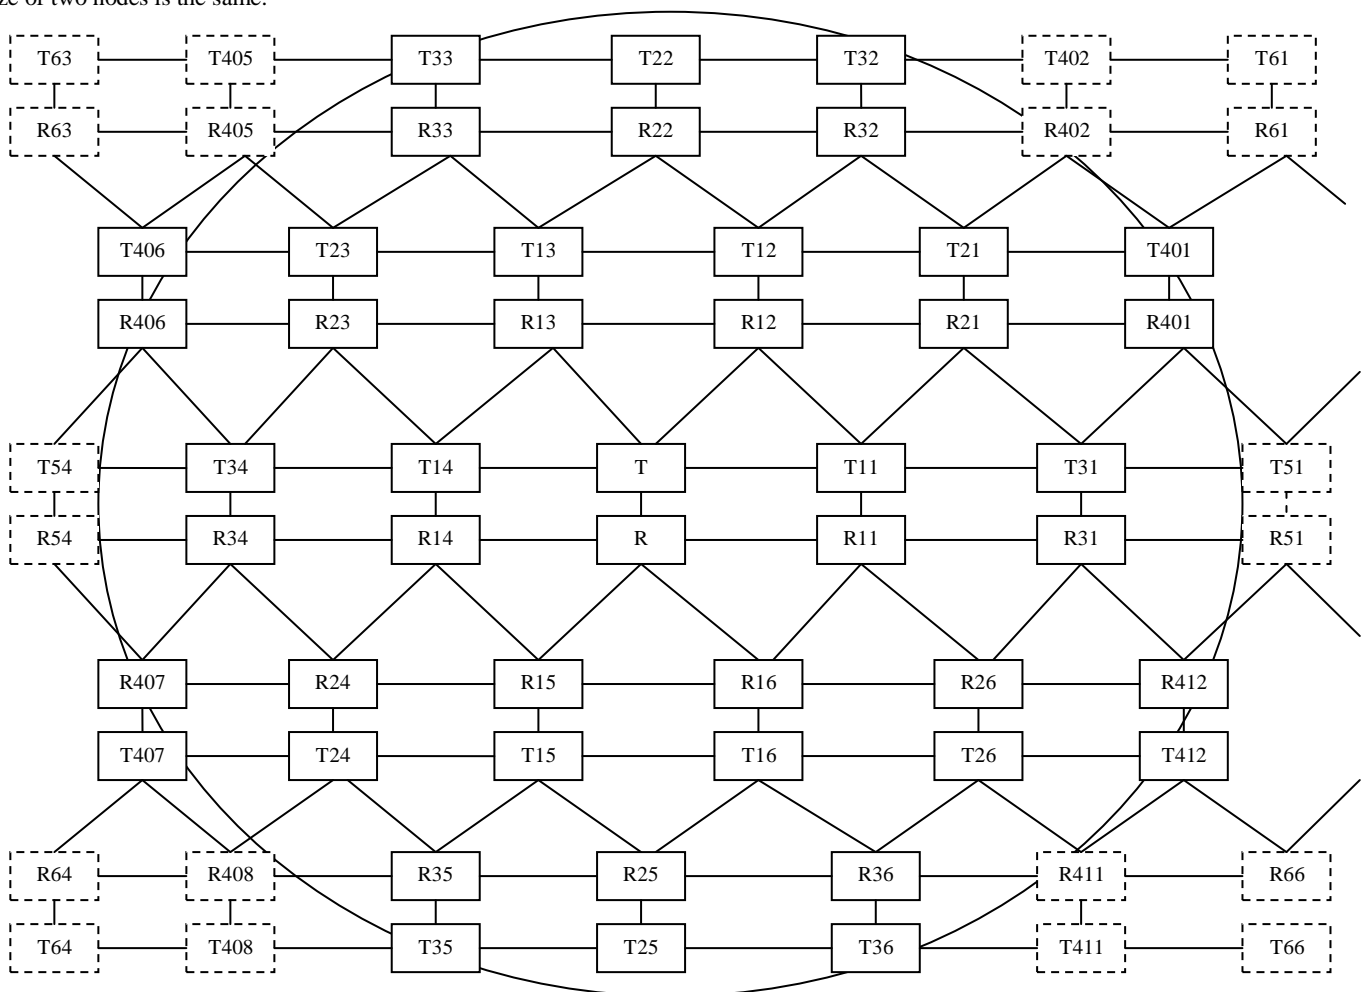 ze of two nodes is the same.
T63 T405 T33 T22 T32 T402 T61
R63 R405 R33 R22 R32 R402 R61
T406 T23 T13 T12 T21 T401
R406 R23 R13 R12 R21 R401
T54 T34 T14 T T11 T31 T51
R54 R34 R14 R R11 R31 R51
R407 R24 R15 R16 R26 R412
T407 T24 T15 T16 T26 T412
R64 R408 R35 R25 R36 R411 R66
T64 T408 T35 T25 T36 T411 T66